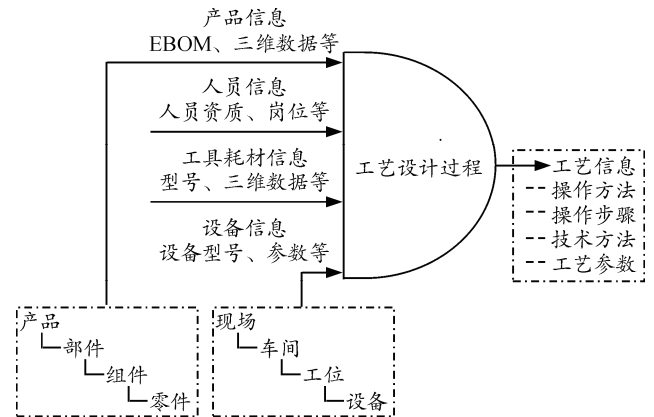 产品信息
EBOM、三维数据等
人员信息
人员资质、岗位等
工具耗材信息
型号、三维数据等
设备信息
设备型号、参数等
工艺设计过程
工艺信息
操作方法
操作步骤
技术方法
工艺参数
产品
部件
组件
零件
现场
车间
工位
设备